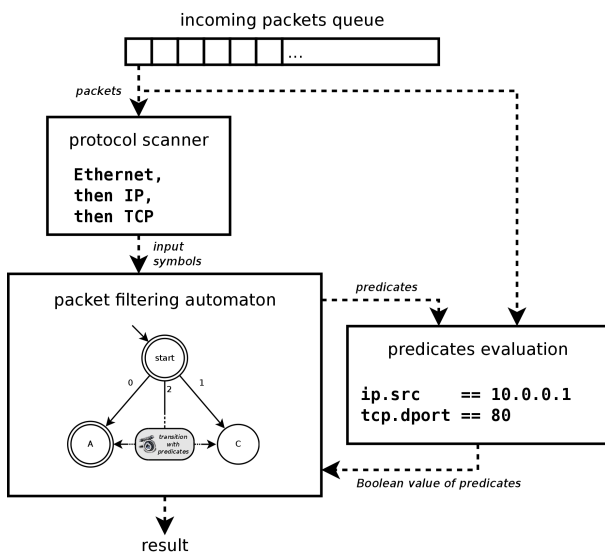 incoming packets queue
...
packets
protocol scanner
Ethernet,
then IP,
then TCP
input
symbols
packet filtering automaton
predicates
start
0
2
1
A
transition
with
predicates
C
predicates evaluation
ip.src    == 10.0.0.1
tcp.dport == 80
Boolean value of predicates
result